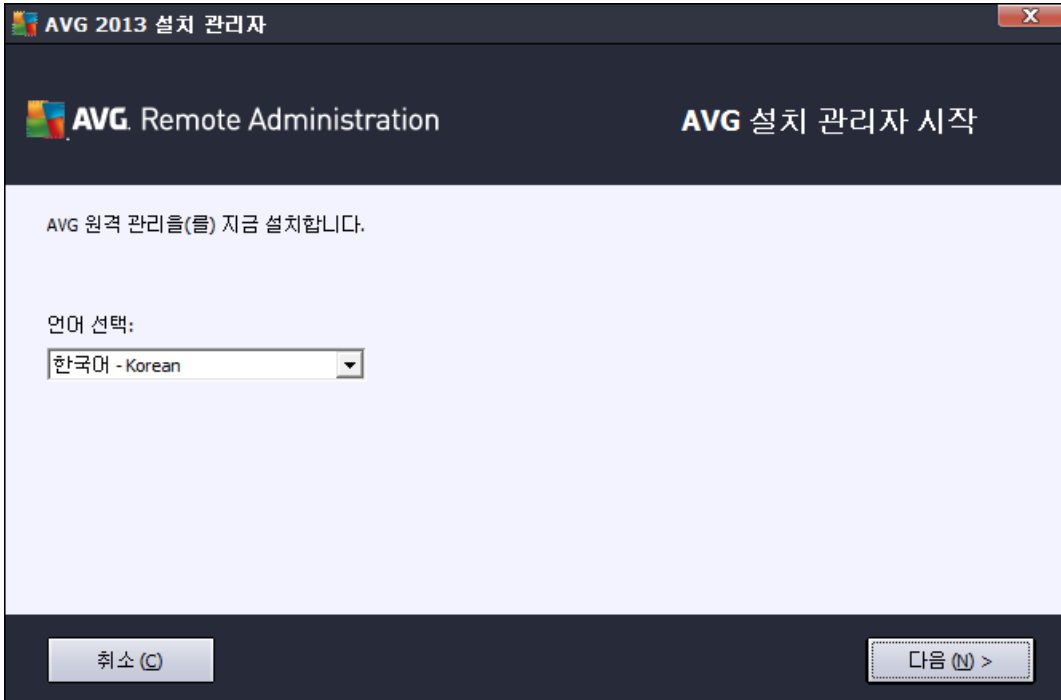 AVG 2013 설치 관리자
AVG. Remote Administration
AVG 설치 관리자 시작
AVG 원격 관리을(를) 지금 설치합니다.
언어 선택:
한국어 - Korean
취소 (C)
다음 (N) >